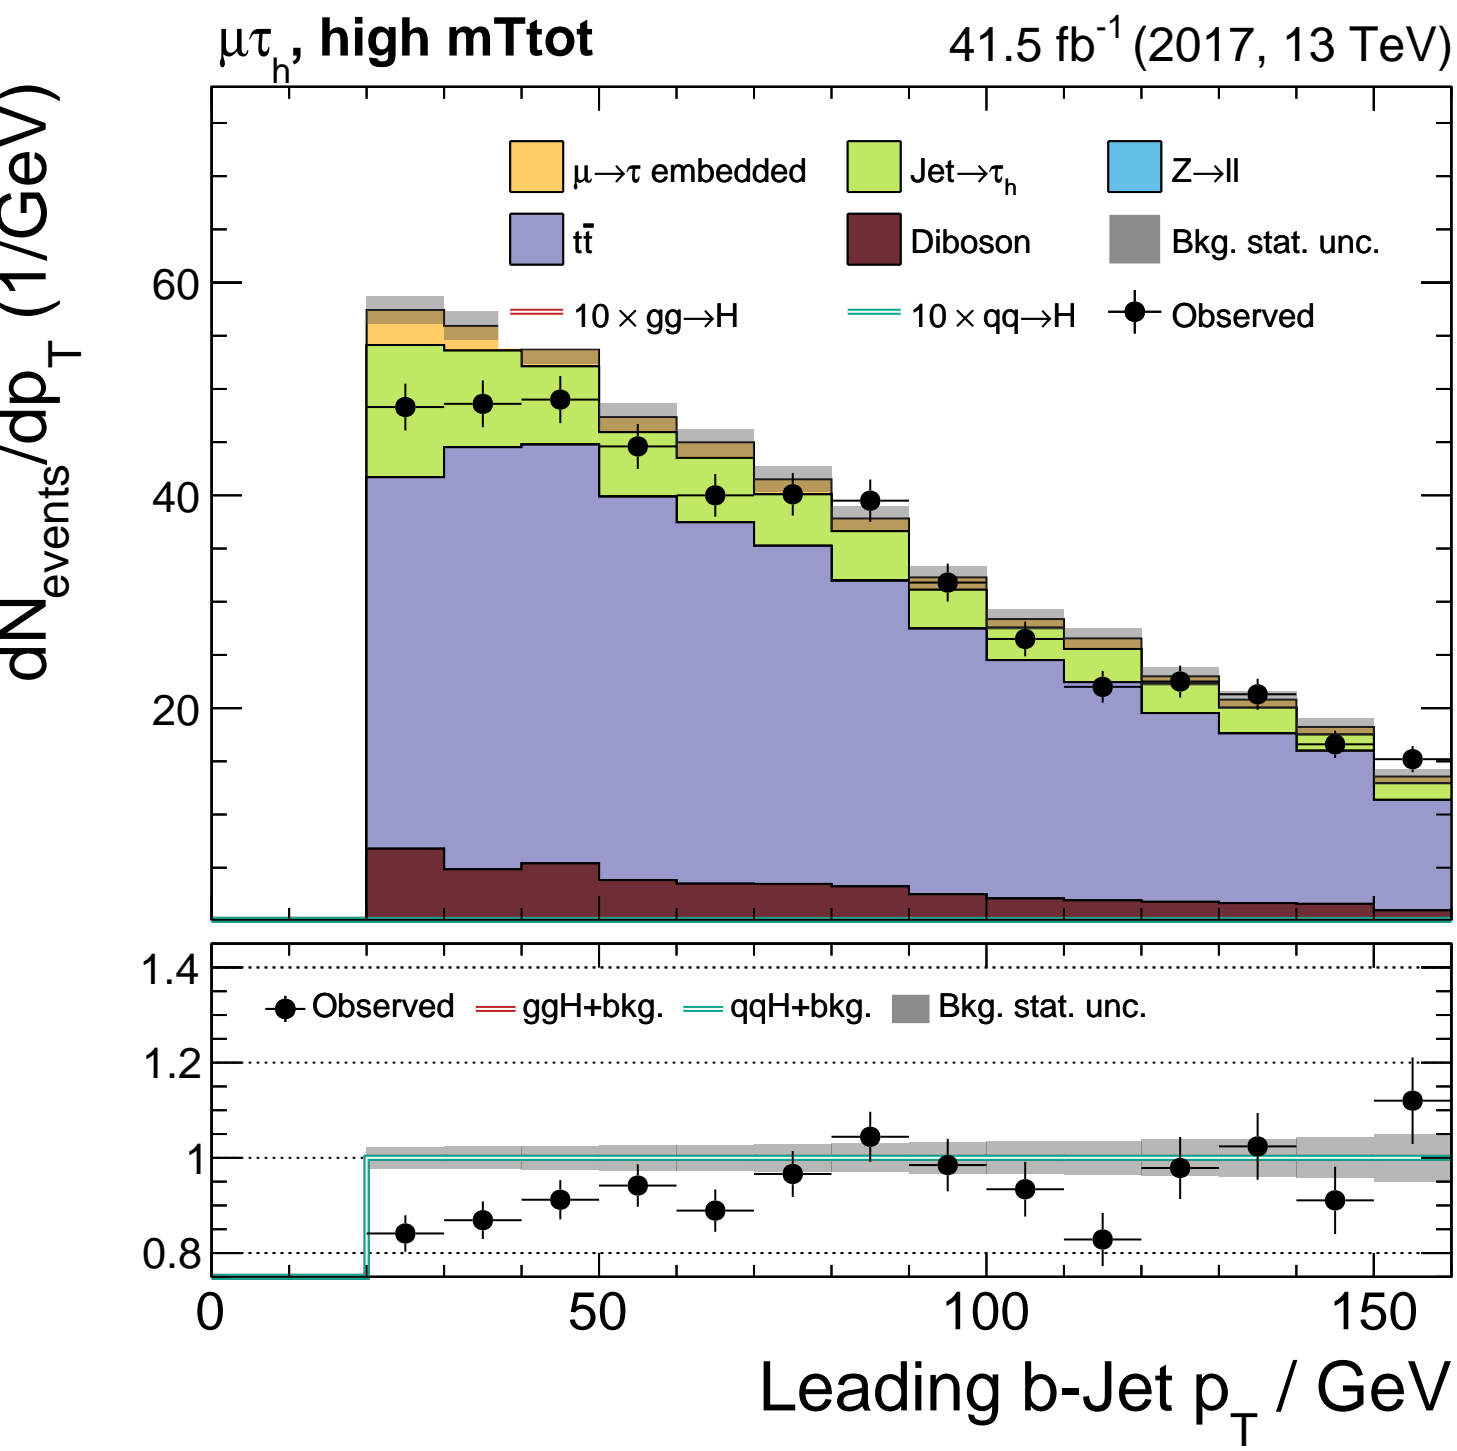 μτh, high mTtot
41.5 fb-1 (2017, 13 TeV)
dNevents/dpT (1/GeV)
μ→τ embedded
Jet→τh
Z→ll
tt̄
Diboson
Bkg. stat. unc.
10 × gg→H
10 × qq→H
Observed
60
40
20
1.4
Observed
ggH+bkg.
qqH+bkg.
Bkg. stat. unc.
1.2
1
0.8
0
50
100
150
Leading b-Jet pT / GeV